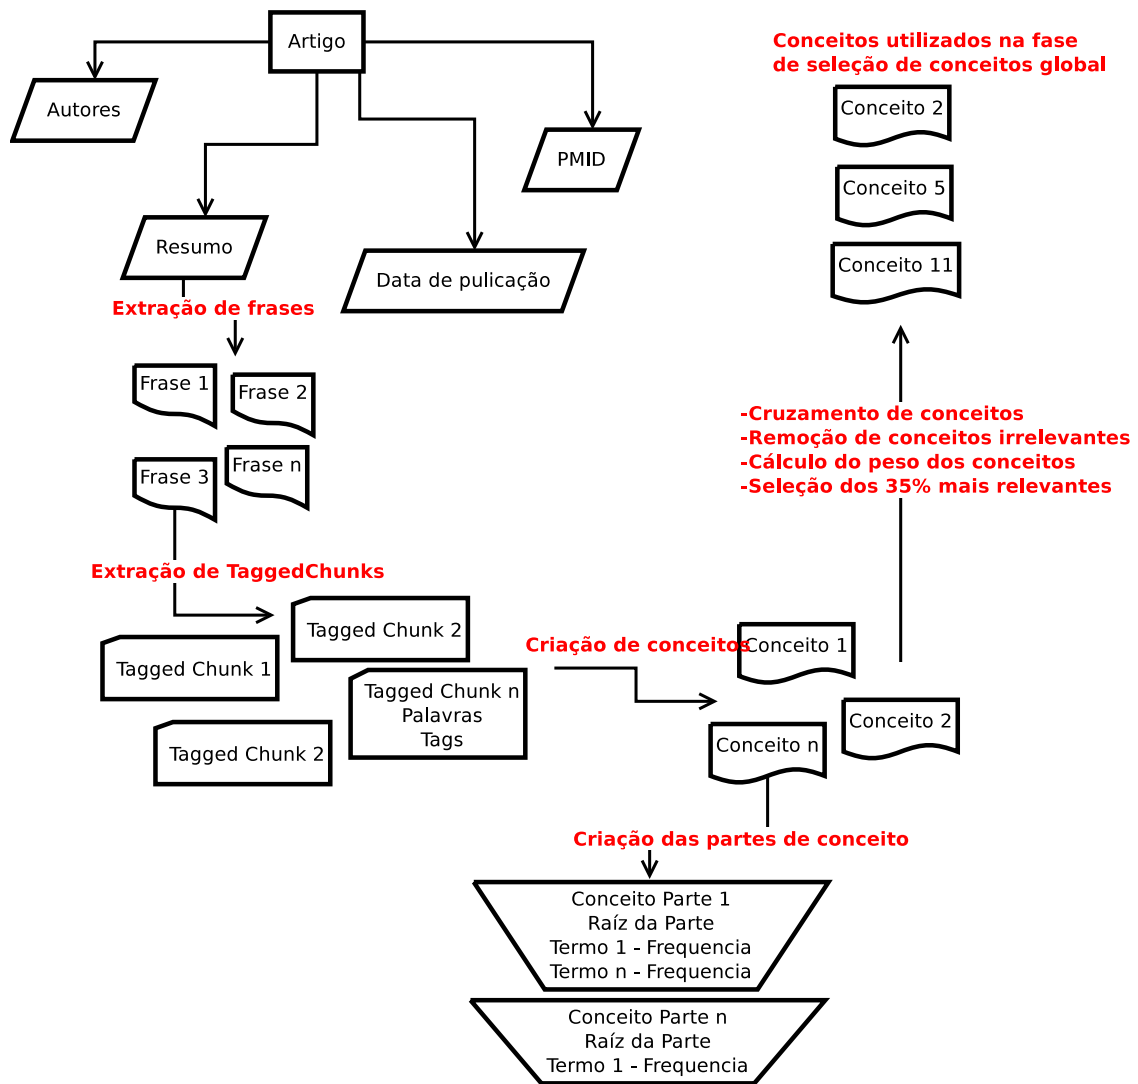 Artigo
Conceitos utilizados na fase
de seleção de conceitos global
Autores
Conceito 2
PMID
Conceito 5
Resumo
Conceito 11
Data de pulicação
Extração de frases
Frase 1
Frase 2
Frase 3
Frase n
-Cruzamento de conceitos
-Remoção de conceitos irrelevantes
-Cálculo do peso dos conceitos
-Seleção dos 35% mais relevantes
Extração de TaggedChunks
Tagged Chunk 2
Tagged Chunk 1
Tagged Chunk n
Palavras
Tags
Tagged Chunk 2
Criação de conceitos
Conceito 1
Conceito 2
Conceito n
Criação das partes de conceito
Conceito Parte 1
Raíz da Parte
Termo 1 - Frequencia
Termo n - Frequencia
Conceito Parte n
Raíz da Parte
Termo 1 - Frequencia